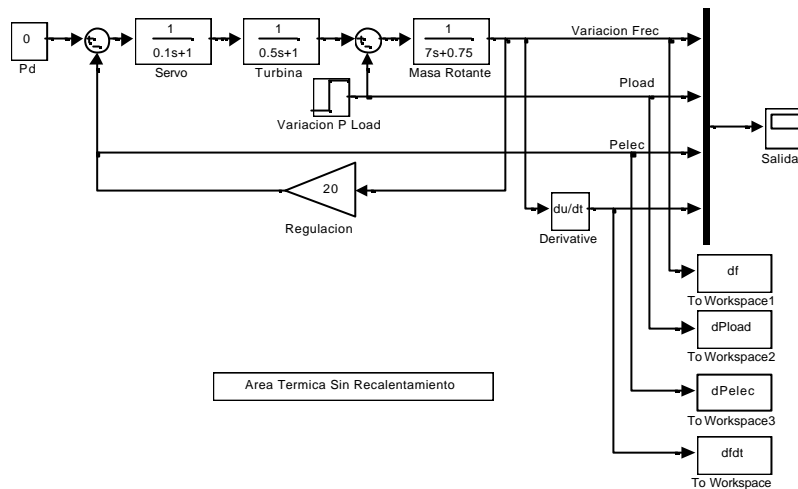 0
Pd
1
0.1s+1
Servo
1
0.5s+1
Turbina
1
7s+0.75
Masa Rotante
Variacion Frec
Variacion P Load
Pload
Pelec
Salida
20
Regulacion
du/dt
Derivative
df
To Workspace1
dPload
To Workspace2
dPelec
To Workspace3
dfdt
To Workspace
Area Termica Sin Recalentamiento